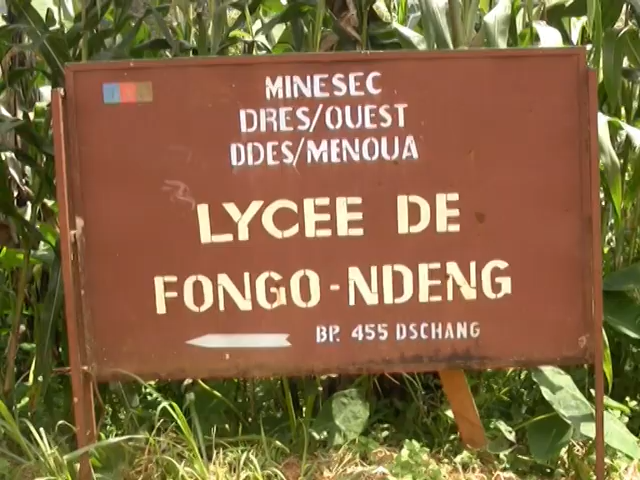 MINESEC
DRES/OUEST
DDES/MENOUA
LYCEE DE
FONGO-NDENG
BP. 455 DSCHANG